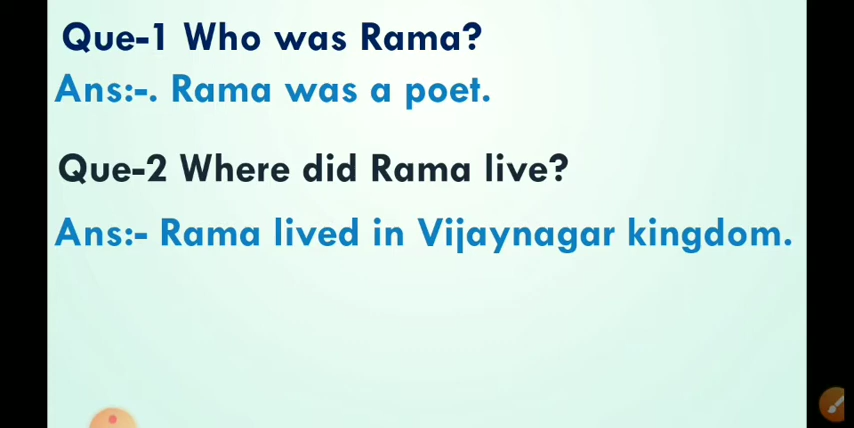 Que-1 Who was Rama?
Ans:-. Rama was a poet.
Que-2 Where did Rama live?
Ans:- Rama lived in Vijaynagar kingdom.